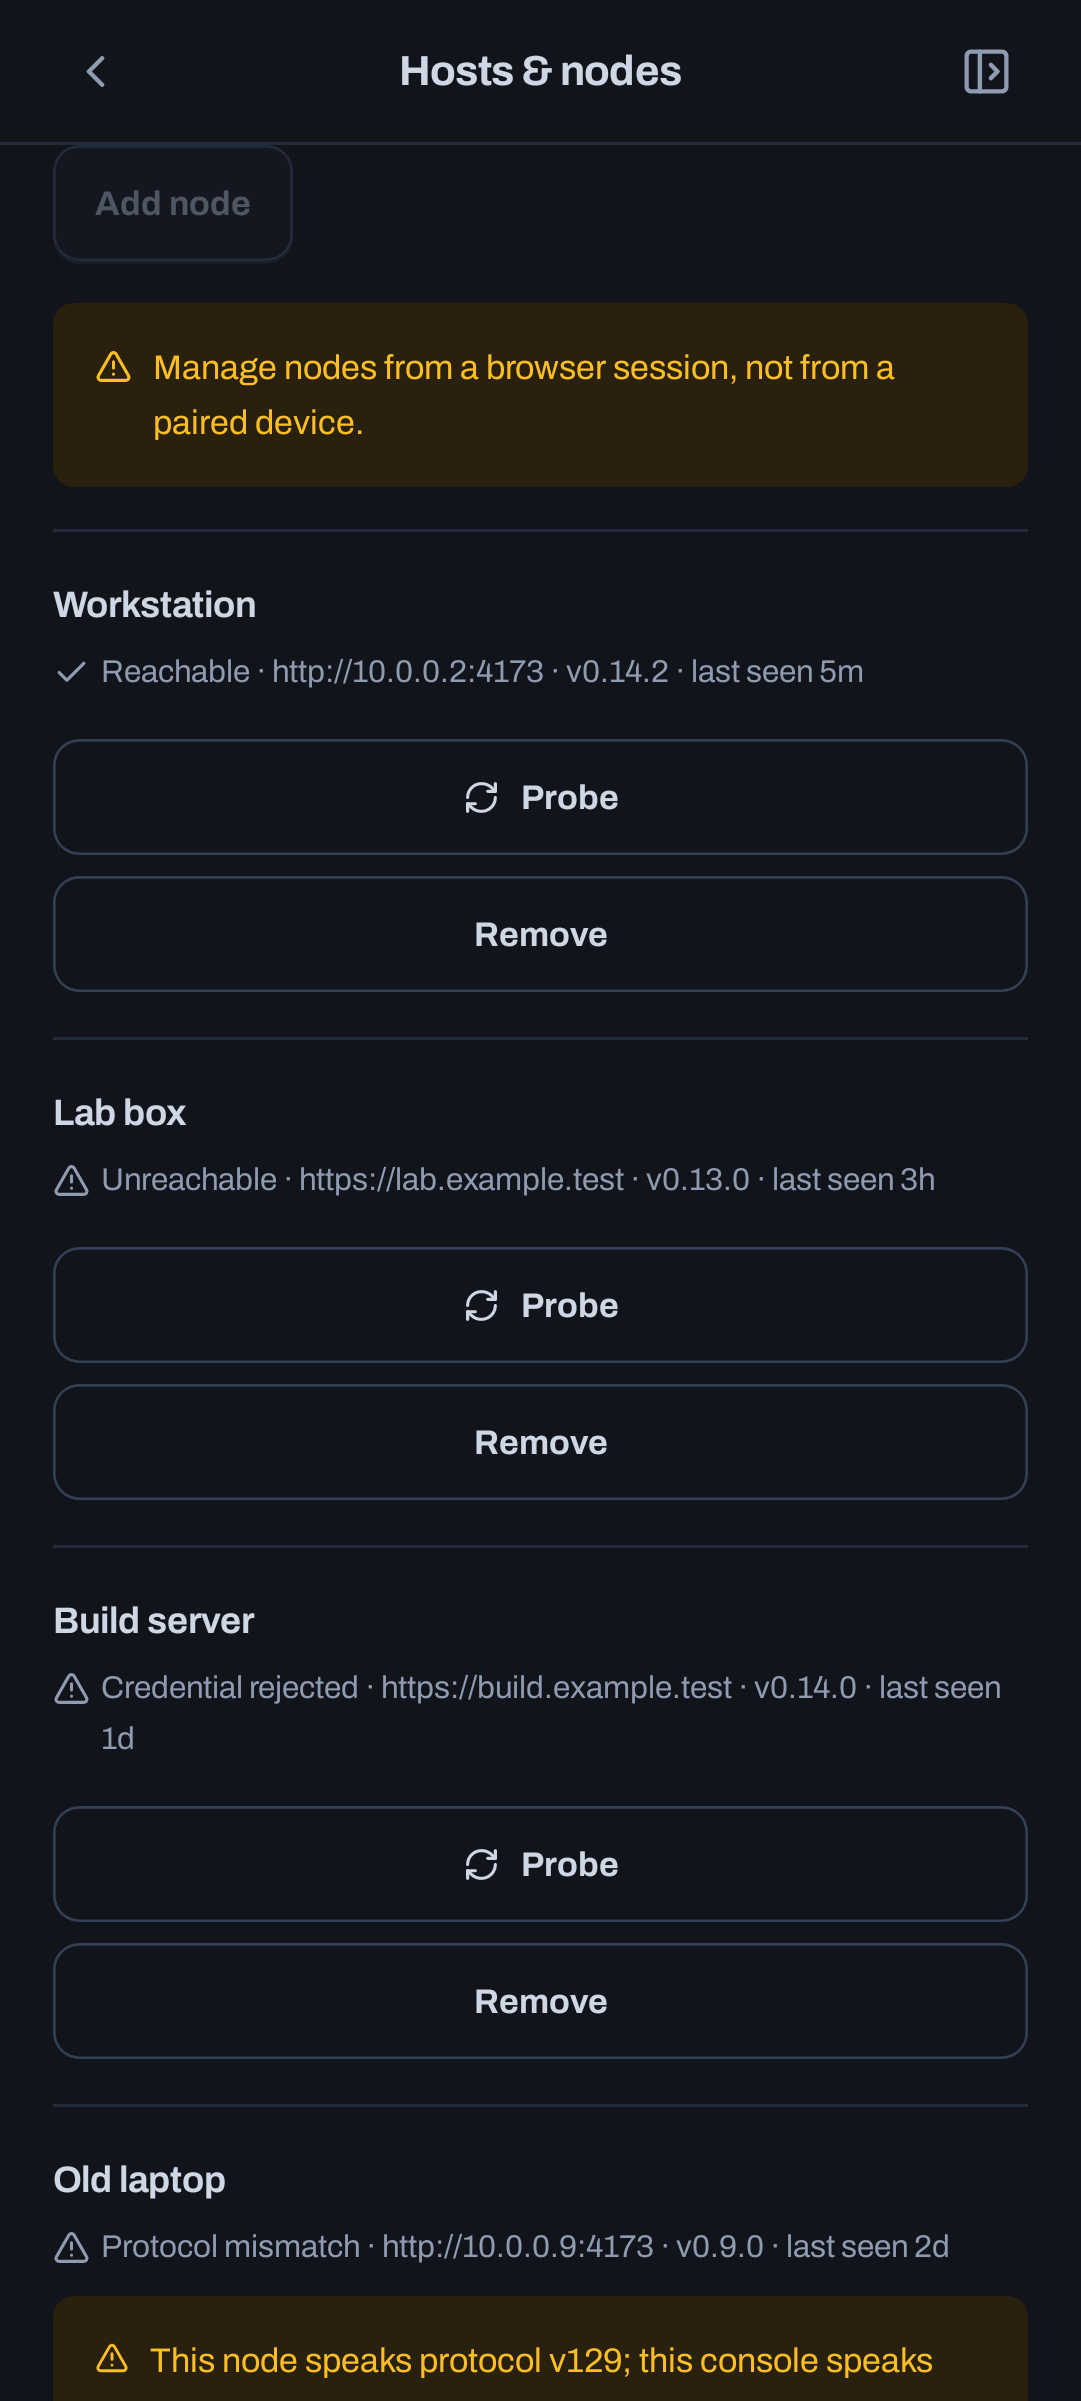 Hosts & nodes
Add node
Manage nodes from a browser session, not from a
paired device.
Workstation
Reachable · http://10.0.0.2:4173 · v0.14.2 · last seen 5m
Probe
Remove
Lab box
Unreachable · https://lab.example.test · v0.13.0 · last seen 3h
Probe
Remove
Build server
Credential rejected · https://build.example.test · v0.14.0 · last seen
1d
Probe
Remove
Old laptop
Protocol mismatch · http://10.0.0.9:4173 · v0.9.0 · last seen 2d
This node speaks protocol v129; this console speaks